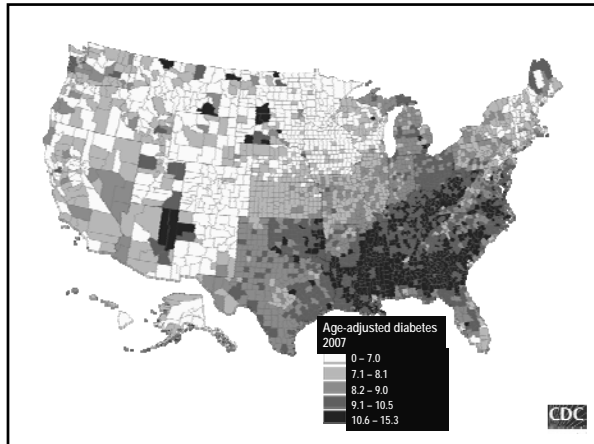 Age-adjusted diabetes
2007
0 – 7.0
7.1 – 8.1
8.2 – 9.0
9.1 – 10.5
10.6 – 15.3
CDC